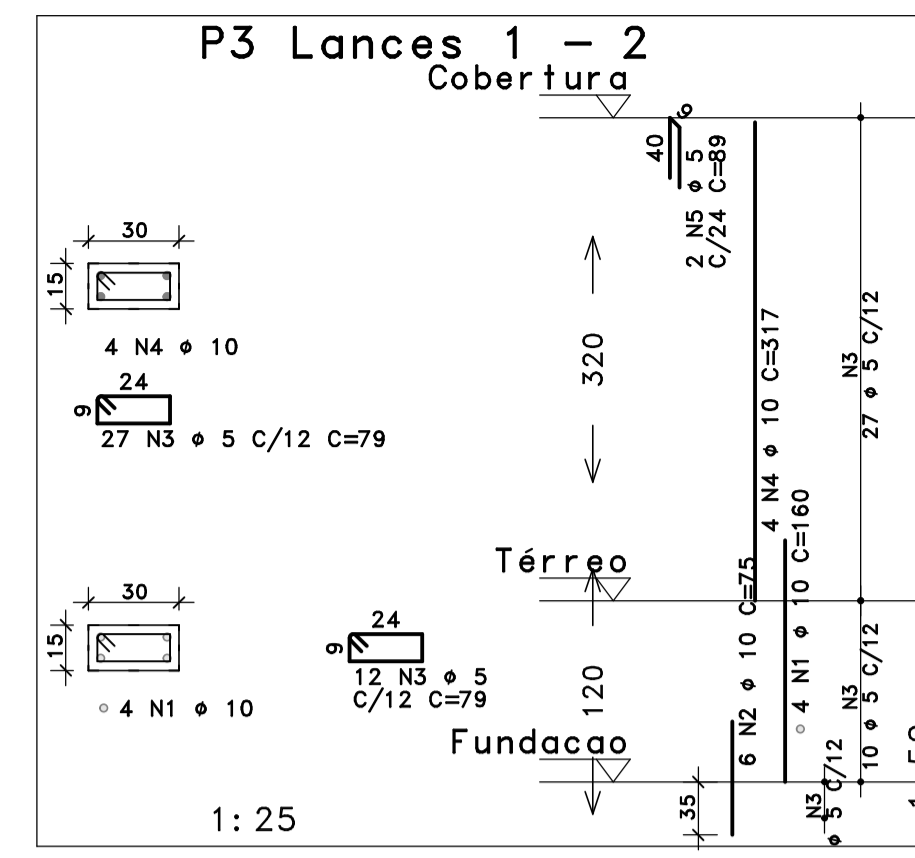 P3 Lances 1 – 2
Cobertura
9
40
2 N5 ø 5
C/24 C=89
30
15
4 N4 ø 10
24
9
27 N3 ø 5 C/12 C=79
320
4 N4 ø 10 C=317
N3
27 ø 5 C/12
Térreo
30
15
4 N1 ø 10
24
9
12 N3 ø 5
C/12 C=79
120
6 N2 ø 10 C=75
4 N1 ø 10 C=160
N3
10 ø 5 C/12
Fundacao
35
N3
ø 5 C/12
1:25